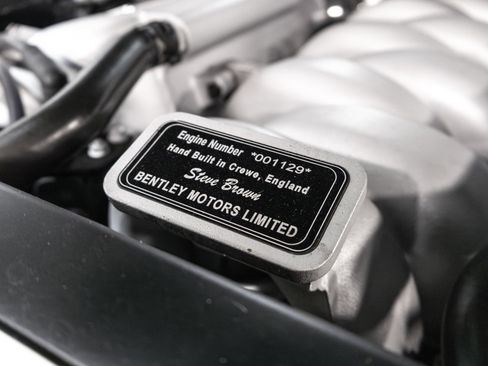 Engine Number *001129*
Hand Built in Crewe, England
Steve Brown
BENTLEY MOTORS LIMITED